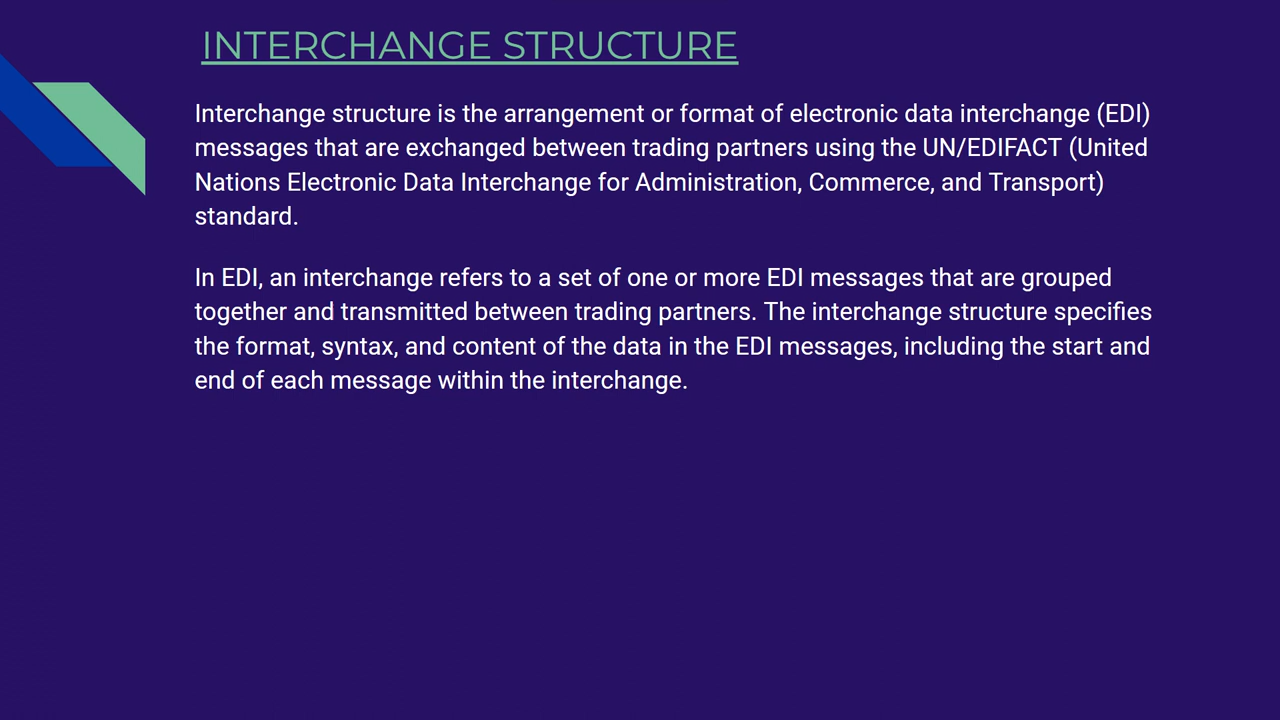 INTERCHANGE STRUCTURE
Interchange structure is the arrangement or format of electronic data interchange (EDI)
messages that are exchanged between trading partners using the UN/EDIFACT (United
Nations Electronic Data Interchange for Administration, Commerce, and Transport)
standard.
In EDI, an interchange refers to a set of one or more EDI messages that are grouped
together and transmitted between trading partners. The interchange structure specifies
the format, syntax, and content of the data in the EDI messages, including the start and
end of each message within the interchange.